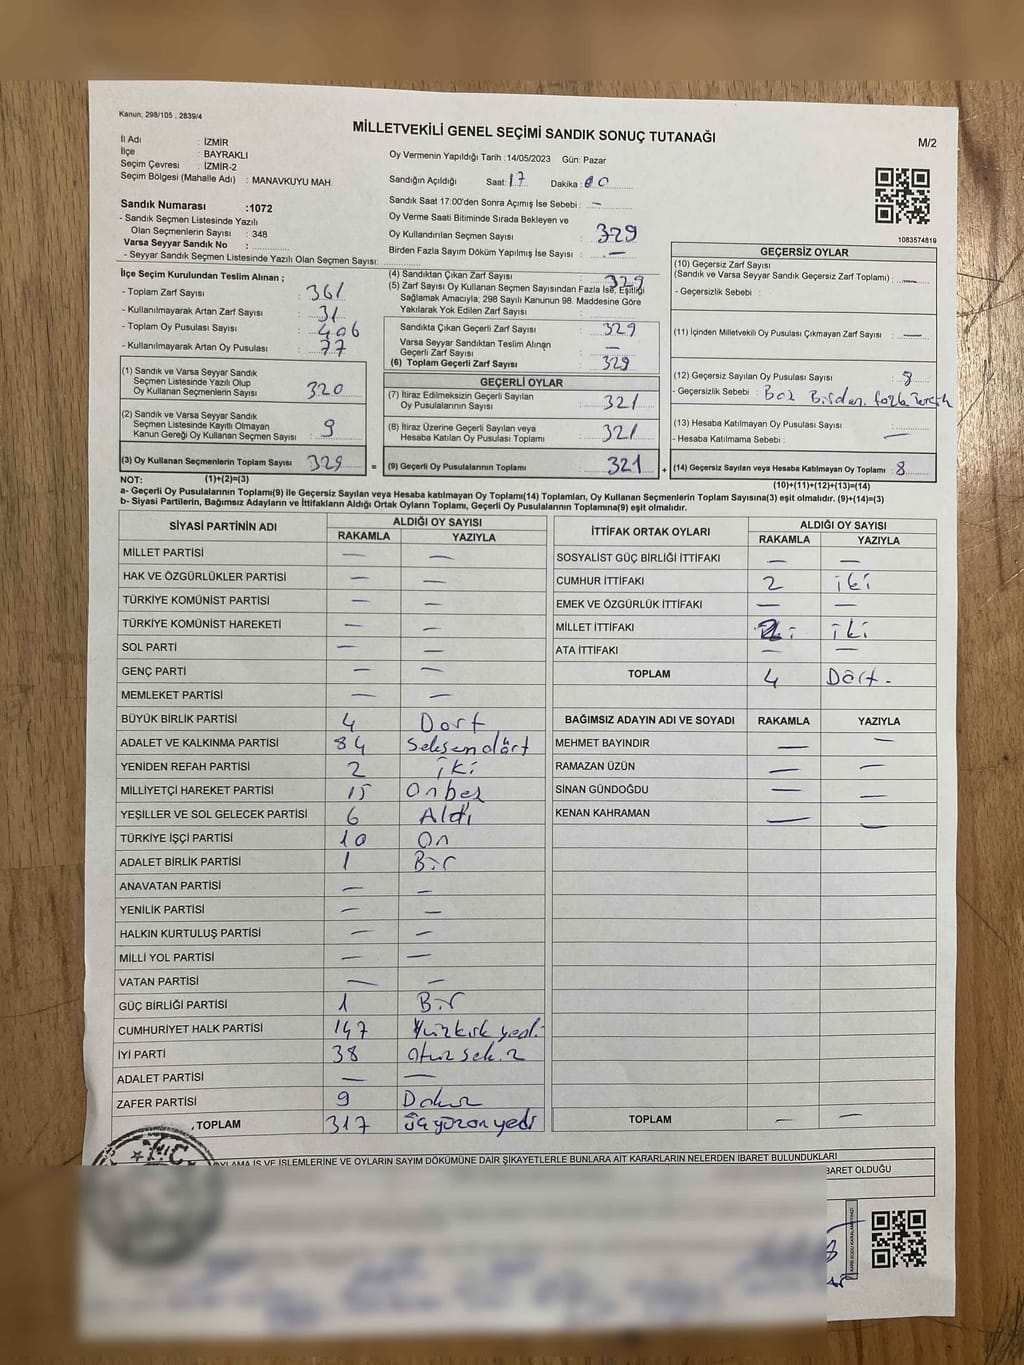 Kanun: 298/105 , 2839/4
MİLLETVEKİLİ GENEL SEÇİMİ SANDIK SONUÇ TUTANAĞI
M/2
İl Adı : İZMİR
İlçe : BAYRAKLI
Seçim Çevresi : İZMİR-2
Seçim Bölgesi (Mahalle Adı) : MANAVKUYU MAH.
Sandık Numarası :1072
- Sandık Seçmen Listesinde Yazılı
Olan Seçmenlerin Sayısı : 348
Varsa Seyyar Sandık No :
- Seyyar Sandık Seçmen Listesinde Yazılı Olan Seçmen Sayısı:
İlçe Seçim Kurulundan Teslim Alınan ;
- Toplam Zarf Sayısı : 361
- Kullanılmayarak Artan Zarf Sayısı : 31
- Toplam Oy Pusulası Sayısı : 406
- Kullanılmayarak Artan Oy Pusulası : 77
(1) Sandık ve Varsa Seyyar Sandık
Seçmen Listesinde Yazılı Olup
Oy Kullanan Seçmenlerin Sayısı : 320
(2) Sandık ve Varsa Seyyar Sandık
Seçmen Listesinde Kayıtlı Olmayan
Kanun Gereği Oy Kullanan Seçmen Sayısı : 9
(3) Oy Kullanan Seçmenlerin Toplam Sayısı : 329
(1)+(2)=(3)
Oy Vermenin Yapıldığı Tarih : 14/05/2023 Gün: Pazar
Sandığın Açıldığı Saat: 17 Dakika : 00
Sandık Saat 17:00'den Sonra Açımış İse Sebebi : —
Oy Verme Saati Bitiminde Sırada Bekleyen ve
Oy Kullandırılan Seçmen Sayısı : 329
Birden Fazla Sayım Döküm Yapılmış İse Sayısı : —
(4) Sandıktan Çıkan Zarf Sayısı : 329
(5) Zarf Sayısı Oy Kullanan Seçmen Sayısından Fazla İse, Eşitliği
Sağlamak Amacıyla; 298 Sayılı Kanunun 98. Maddesine Göre
Yakılarak Yok Edilen Zarf Sayısı :
Sandıkta Çıkan Geçerli Zarf Sayısı : 329
Varsa Seyyar Sandıktan Teslim Alınan
Geçerli Zarf Sayısı : —
(6) Toplam Geçerli Zarf Sayısı : 329
GEÇERLİ OYLAR
(7) İtiraz Edilmeksizin Geçerli Sayılan
Oy Pusulalarının Sayısı : 321
(8) İtiraz Üzerine Geçerli Sayılan veya
Hesaba Katılan Oy Pusulası Toplamı : 321
= (9) Geçerli Oy Pusulalarının Toplamı : 321 +
1083574819
GEÇERSİZ OYLAR
(10) Geçersiz Zarf Sayısı
(Sandık ve Varsa Seyyar Sandık Geçersiz Zarf Toplamı) : —
- Geçersizlik Sebebi :
(11) İçinden Milletvekili Oy Pusulası Çıkmayan Zarf Sayısı : —
(12) Geçersiz Sayılan Oy Pusulası Sayısı : 8
- Geçersizlik Sebebi : Boş Birden fazla tercih
(13) Hesaba Katılmayan Oy Pusulası Sayısı :
- Hesaba Katılmama Sebebi : —
(14) Geçersiz Sayılan veya Hesaba Katılmayan Oy Toplamı : 8
(10)+(11)+(12)+(13)=(14)
NOT:
a- Geçerli Oy Pusulalarının Toplamı(9) ile Geçersiz Sayılan veya Hesaba katılmayan Oy Toplamı(14) Toplamları, Oy Kullanan Seçmenlerin Toplam Sayısına(3) eşit olmalıdır. (9)+(14)=(3)
b- Siyasi Partilerin, Bağımsız Adayların ve İttifakların Aldığı Ortak Oyların Toplamı, Geçerli Oy Pusulalarının Toplamına(9) eşit olmalıdır.
SİYASİ PARTİNİN ADI ALDIĞI OY SAYISI
RAKAMLA YAZIYLA
MİLLET PARTİSİ — —
HAK VE ÖZGÜRLÜKLER PARTİSİ — —
TÜRKİYE KOMÜNİST PARTİSİ — —
TÜRKİYE KOMÜNİST HAREKETİ — —
SOL PARTİ — —
GENÇ PARTİ — —
MEMLEKET PARTİSİ — —
BÜYÜK BİRLİK PARTİSİ 4 Dort
ADALET VE KALKINMA PARTİSİ 84 Seksendört
YENİDEN REFAH PARTİSİ 2 iki
MİLLİYETÇİ HAREKET PARTİSİ 15 Onbeş
YEŞİLLER VE SOL GELECEK PARTİSİ 6 Aldı
TÜRKİYE İŞÇİ PARTİSİ 10 On
ADALET BİRLİK PARTİSİ 1 Bir
ANAVATAN PARTİSİ — —
YENİLİK PARTİSİ — —
HALKIN KURTULUŞ PARTİSİ — —
MİLLİ YOL PARTİSİ — —
VATAN PARTİSİ — —
GÜÇ BİRLİĞİ PARTİSİ 1 Bir
CUMHURİYET HALK PARTİSİ 147 Yüzkırk yedi
İYİ PARTİ 38 Otuz sekiz
ADALET PARTİSİ — —
ZAFER PARTİSİ 9 Dokuz
TOPLAM 317 üçyüzonyedi
İTTİFAK ORTAK OYLARI ALDIĞI OY SAYISI
RAKAMLA YAZIYLA
SOSYALİST GÜÇ BİRLİĞİ İTTİFAKI — —
CUMHUR İTTİFAKI 2 iki
EMEK VE ÖZGÜRLÜK İTTİFAKI — —
MİLLET İTTİFAKI 2 iki
ATA İTTİFAKI — —
TOPLAM 4 Dört.
BAĞIMSIZ ADAYIN ADI VE SOYADI RAKAMLA YAZIYLA
MEHMET BAYINDIR — —
RAMAZAN ÜZÜN — —
SİNAN GÜNDOĞDU — —
KENAN KAHRAMAN — —
TOPLAM — —
OYLAMA İŞ VE İŞLEMLERİNE VE OYLARIN SAYIM DÖKÜMÜNE DAİR ŞİKAYETLERLE BUNLARA AİT KARARLARIN NELERDEN İBARET BULUNDUKLARI
BARET OLDUĞU